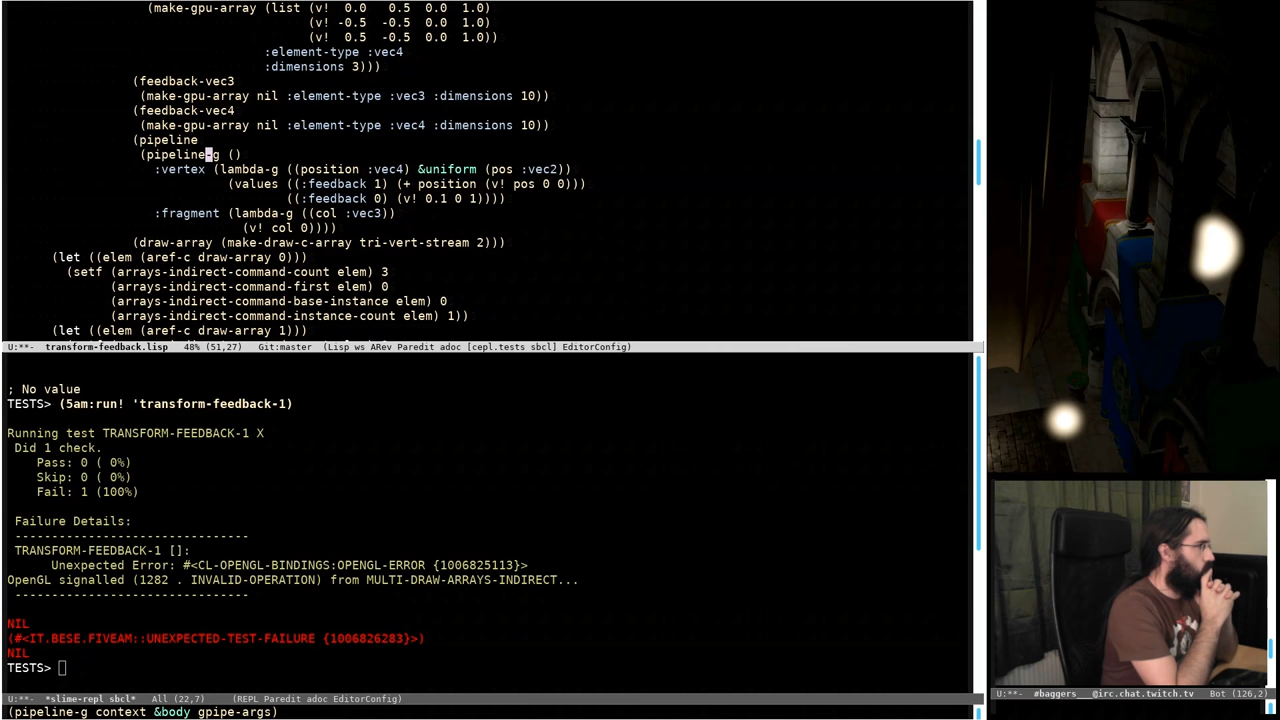 (make-gpu-array (list (v!  0.0   0.5  0.0  1.0)
(v! -0.5  -0.5  0.0  1.0)
(v!  0.5  -0.5  0.0  1.0))
:element-type :vec4
:dimensions 3)))
(feedback-vec3
(make-gpu-array nil :element-type :vec3 :dimensions 10))
(feedback-vec4
(make-gpu-array nil :element-type :vec4 :dimensions 10))
(pipeline
(pipeline-g ()
:vertex (lambda-g ((position :vec4) &uniform (pos :vec2))
(values ((:feedback 1) (+ position (v! pos 0 0)))
((:feedback 0) (v! 0.1 0 1))))
:fragment (lambda-g ((col :vec3))
(v! col 0))))
(draw-array (make-draw-c-array tri-vert-stream 2)))
(let ((elem (aref-c draw-array 0)))
(setf (arrays-indirect-command-count elem) 3
(arrays-indirect-command-first elem) 0
(arrays-indirect-command-base-instance elem) 0
(arrays-indirect-command-instance-count elem) 1))
(let ((elem (aref-c draw-array 1)))
U:**-  transform-feedback.lisp   48% (51,27)   Git:master  (Lisp ws ARev Paredit adoc [cepl.tests sbcl] EditorConfig)
; No value
TESTS> (5am:run! 'transform-feedback-1)
Running test TRANSFORM-FEEDBACK-1 X
Did 1 check.
Pass: 0 ( 0%)
Skip: 0 ( 0%)
Fail: 1 (100%)
Failure Details:
--------------------------------
TRANSFORM-FEEDBACK-1 []:
Unexpected Error: #<CL-OPENGL-BINDINGS:OPENGL-ERROR {1006825113}>
OpenGL signalled (1282 . INVALID-OPERATION) from MULTI-DRAW-ARRAYS-INDIRECT...
--------------------------------
NIL
(#<IT.BESE.FIVEAM::UNEXPECTED-TEST-FAILURE {1006826283}>)
NIL
TESTS>
U:**-  *slime-repl sbcl*   All (22,7)     (REPL Paredit adoc EditorConfig)
U:**-  #baggers___@irc.chat.twitch.tv   Bot (126,2)
(pipeline-g context &body gpipe-args)